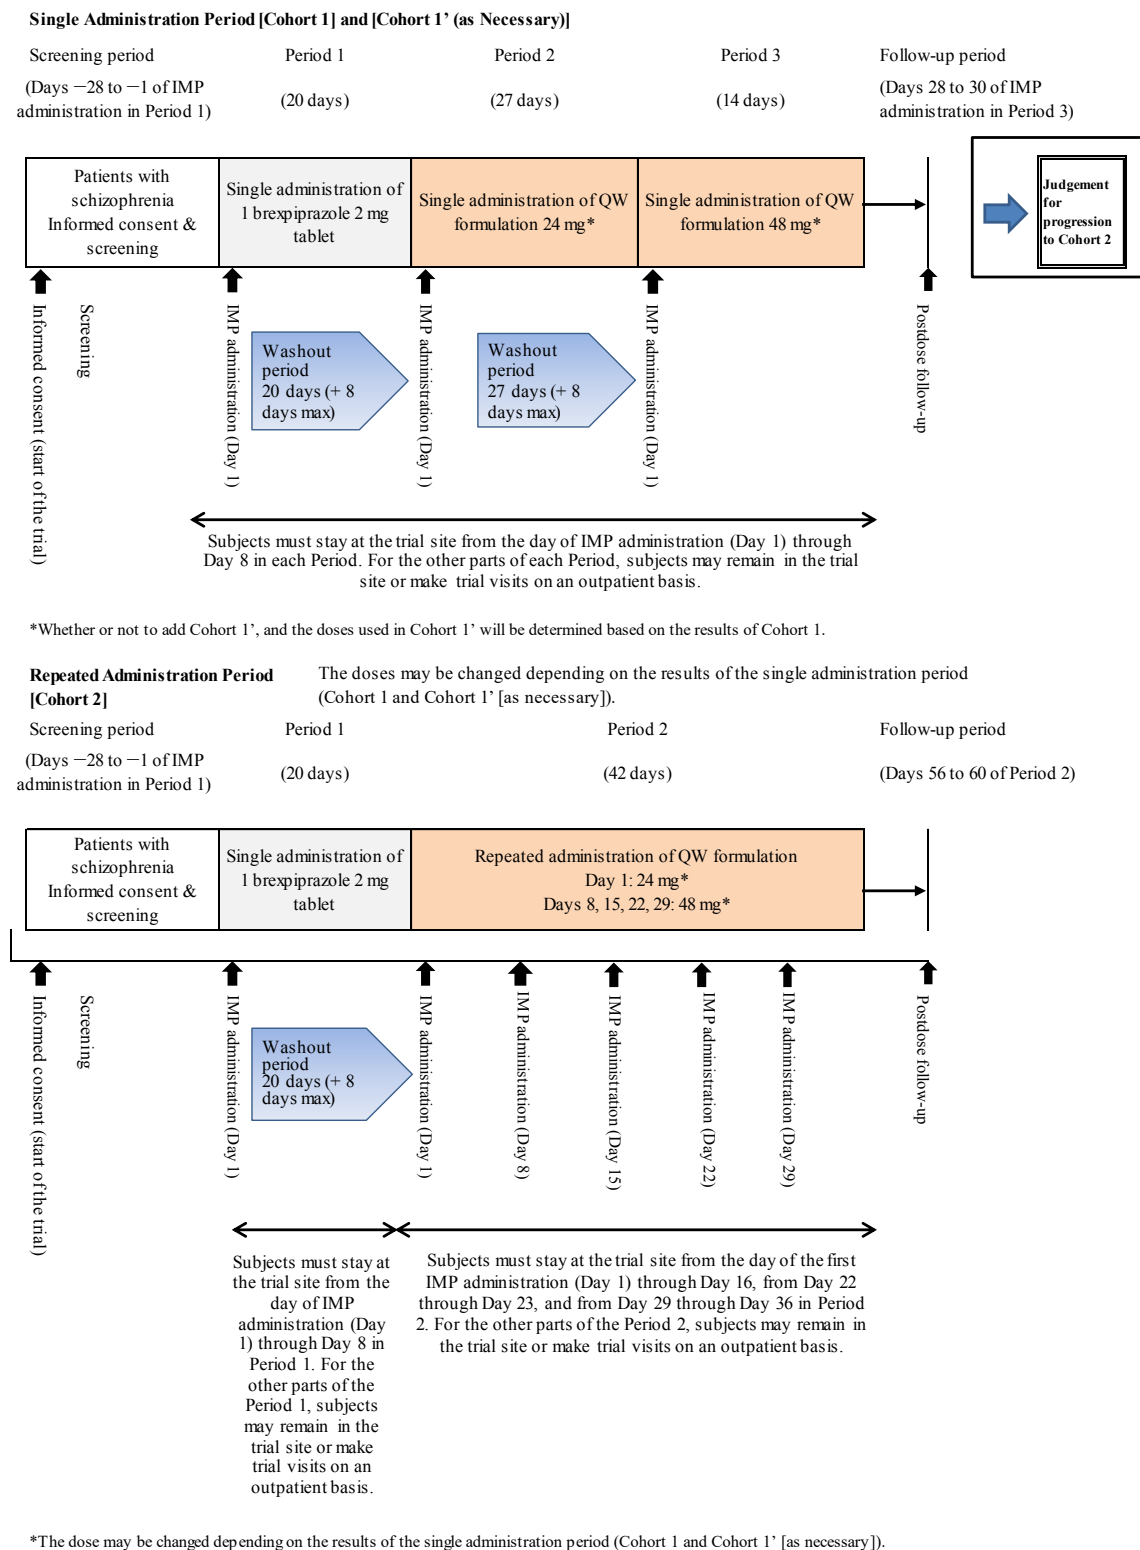 Single Administration Period [Cohort 1] and [Cohort 1’ (as Necessary)]
Screening period
(Days −28 to −1 of IMP
administration in Period 1)
Period 1
(20 days)
Period 2
(27 days)
Period 3
(14 days)
Follow-up period
(Days 28 to 30 of IMP
administration in Period 3)
Patients with
schizophrenia
Informed consent &
screening
Single administration of
1 brexpiprazole 2 mg
tablet
Single administration of QW
formulation 24 mg*
Single administration of QW
formulation 48 mg*
Judgement
for
progression
to Cohort 2
Informed consent (start of the trial)
Screening
IMP administration (Day 1)
Washout
period
20 days (+ 8
days max)
IMP administration (Day 1)
Washout
period
27 days (+ 8
days max)
IMP administration (Day 1)
Postdose follow-up
Subjects must stay at the trial site from the day of IMP administration (Day 1) through
Day 8 in each Period. For the other parts of each Period, subjects may remain in the trial
site or make trial visits on an outpatient basis.
*Whether or not to add Cohort 1’, and the doses used in Cohort 1’ will be determined based on the results of Cohort 1.
Repeated Administration Period
[Cohort 2]
The doses may be changed depending on the results of the single administration period
(Cohort 1 and Cohort 1’ [as necessary]).
Screening period
(Days −28 to −1 of IMP
administration in Period 1)
Period 1
(20 days)
Period 2
(42 days)
Follow-up period
(Days 56 to 60 of Period 2)
Patients with
schizophrenia
Informed consent &
screening
Single administration of
1 brexpiprazole 2 mg
tablet
Repeated administration of QW formulation
Day 1: 24 mg*
Days 8, 15, 22, 29: 48 mg*
Informed consent (start of the trial)
Screening
IMP administration (Day 1)
Washout
period
20 days (+ 8
days max)
IMP administration (Day 1)
IMP administration (Day 8)
IMP administration (Day 15)
IMP administration (Day 22)
IMP administration (Day 29)
Postdose follow-up
Subjects must stay at
the trial site from the
day of IMP
administration (Day
1) through Day 8 in
Period 1. For the
other parts of the
Period 1, subjects
may remain in the
trial site or make
trial visits on an
outpatient basis.
Subjects must stay at the trial site from the day of the first
IMP administration (Day 1) through Day 16, from Day 22
through Day 23, and from Day 29 through Day 36 in Period
2. For the other parts of the Period 2, subjects may remain in
the trial site or make trial visits on an outpatient basis.
*The dose may be changed depending on the results of the single administration period (Cohort 1 and Cohort 1’ [as necessary]).